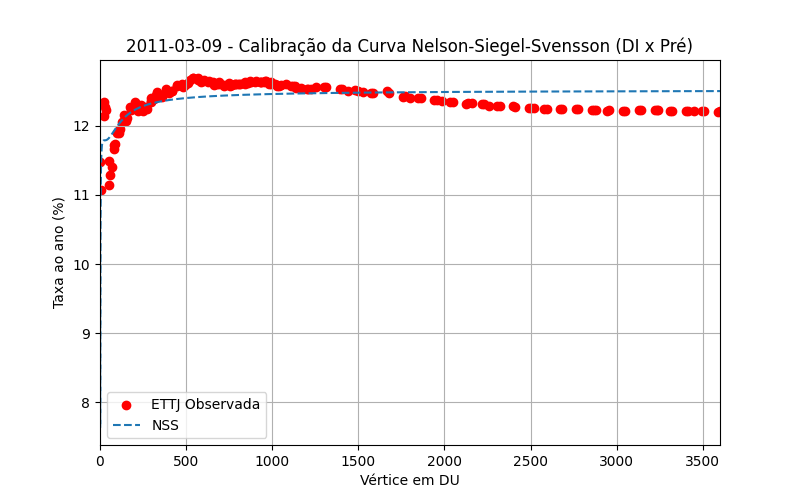 2011-03-09 - Calibração da Curva Nelson-Siegel-Svensson (DI x Pré)
Taxa ao ano (%)
12
11
10
9
8
ETTJ Observada
NSS
0 500 1000 1500 2000 2500 3000 3500
Vértice em DU